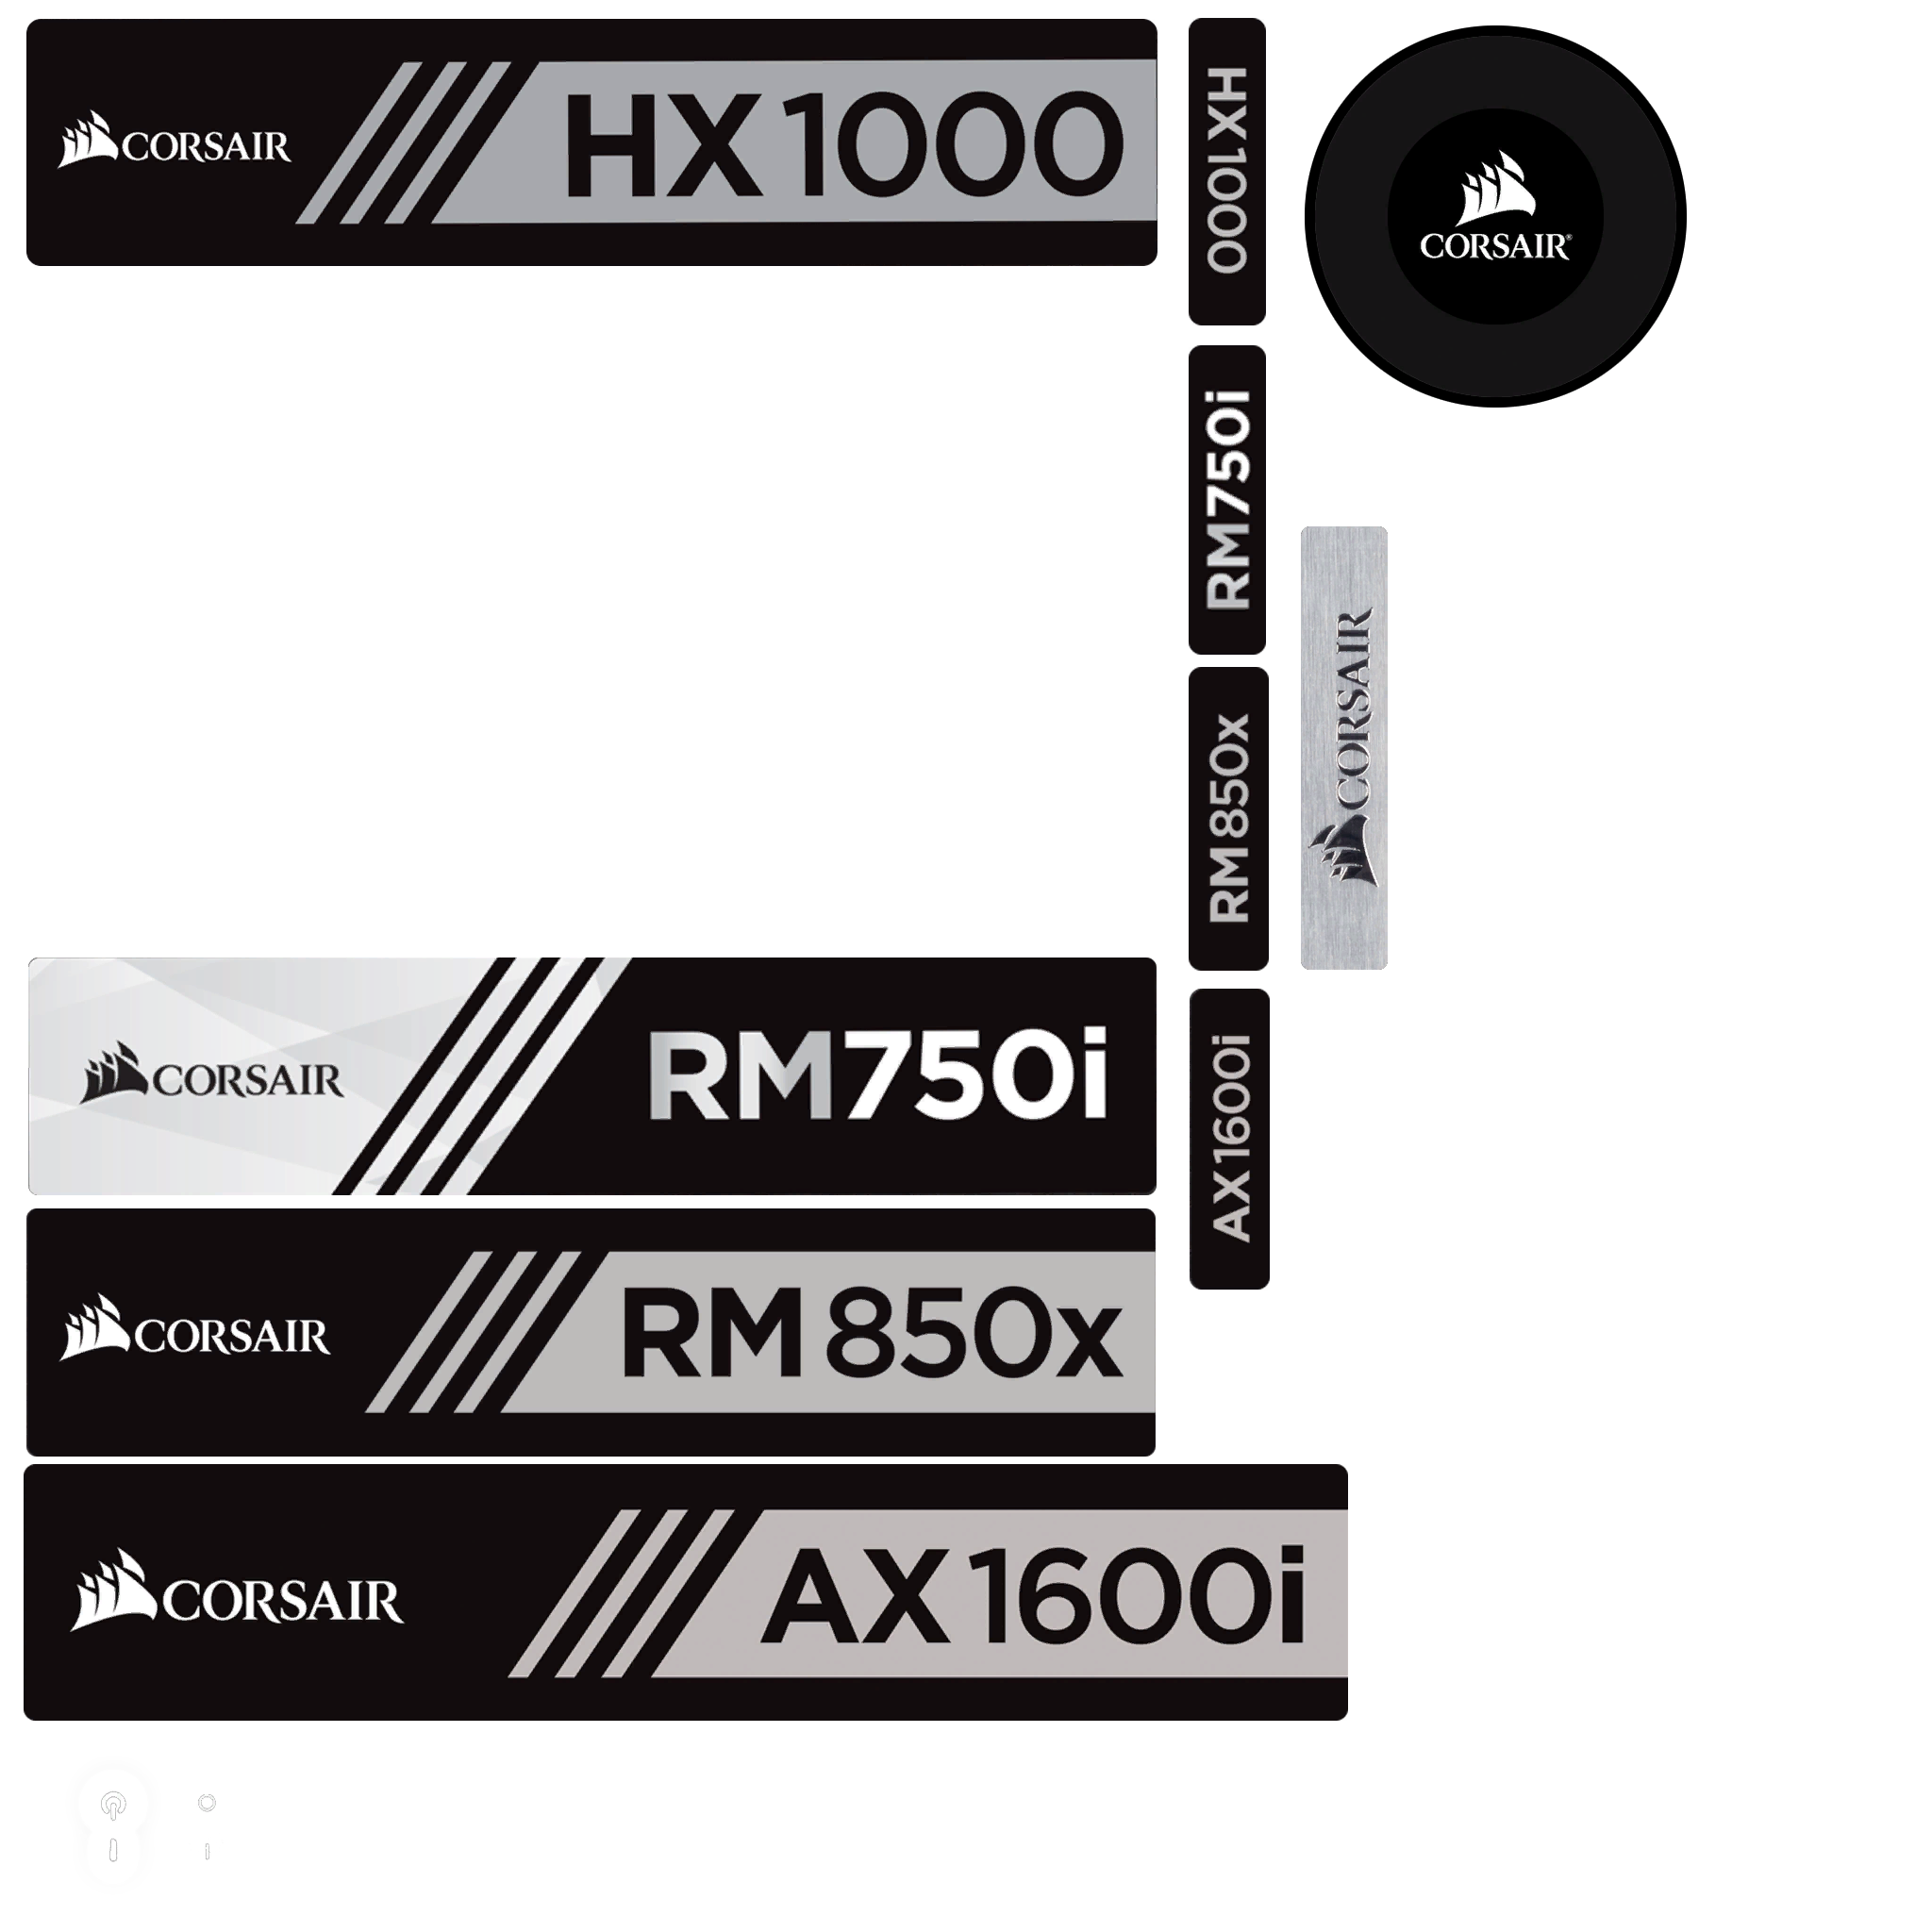 CORSAIR HX1000
HX1000
CORSAIR®
RM750i
RM850x
CORSAIR
CORSAIR RM750i
AX1600i
CORSAIR RM850x
CORSAIR AX1600i